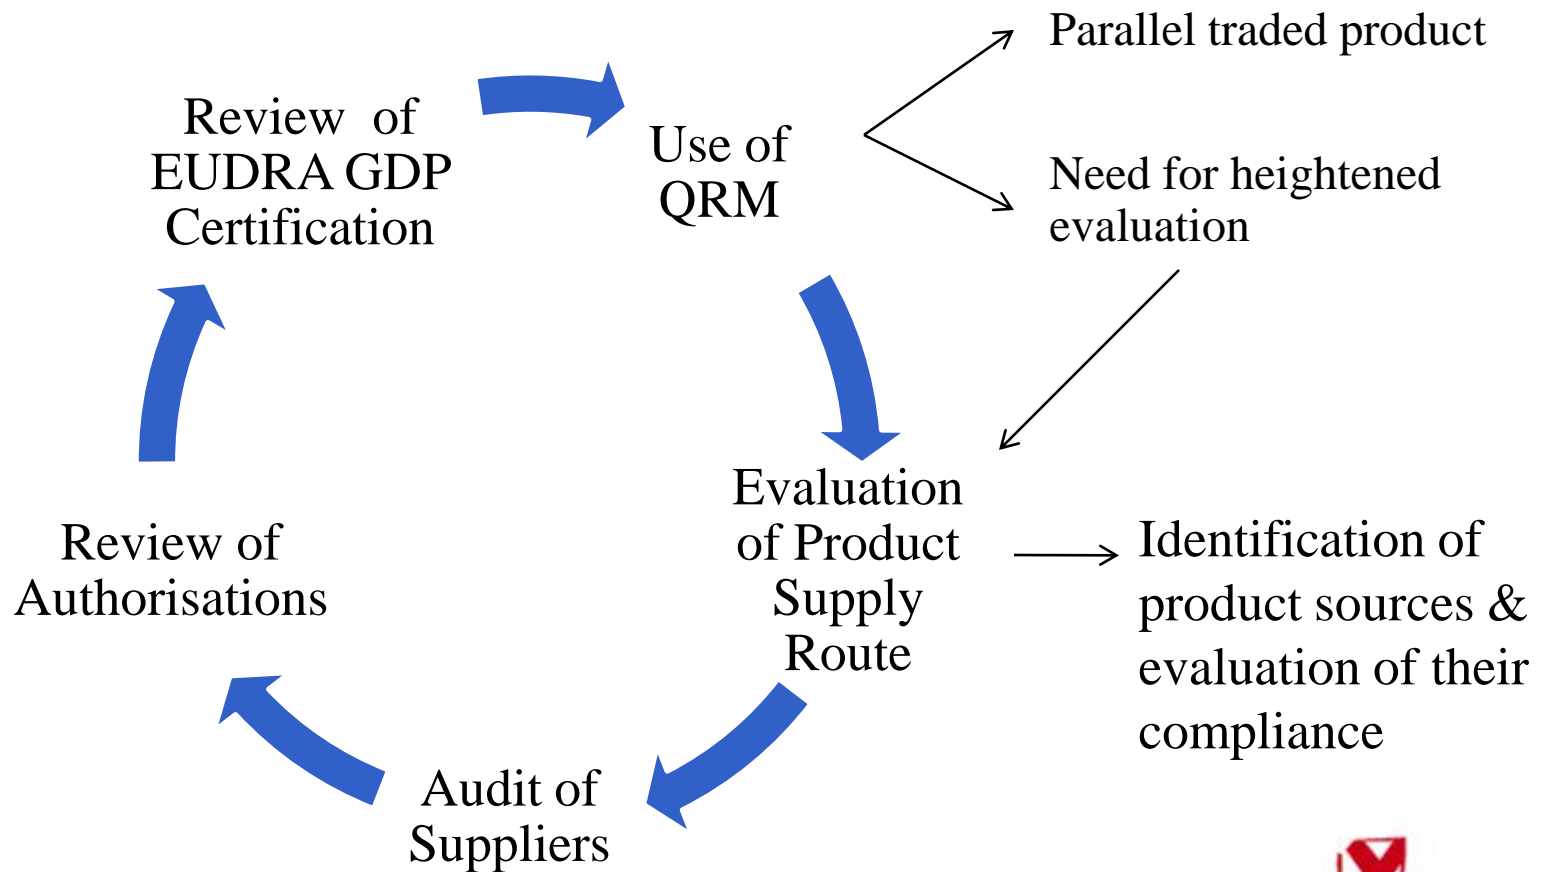 Parallel traded product
Review  of
EUDRA GDP
Certification
Use of
QRM
Need for heightened
evaluation
Evaluation
of Product
Supply
Route
Identification of
product sources &
evaluation of their
compliance
Review of
Authorisations
Audit of
Suppliers